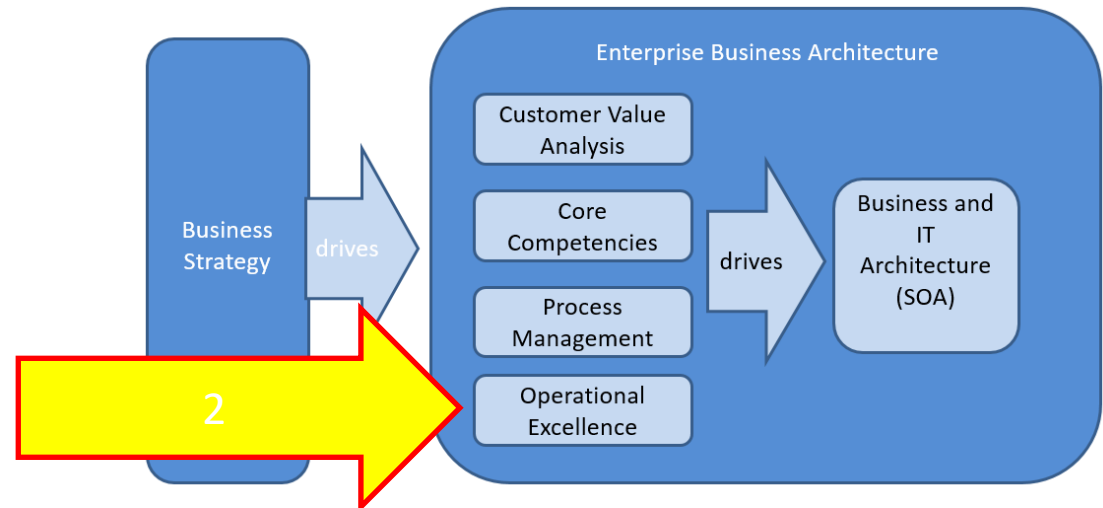 Enterprise Business Architecture
Business
Strategy
drives
Customer Value
Analysis
Core
Competencies
Process
Management
Operational
Excellence
drives
Business and
IT
Architecture
(SOA)
2